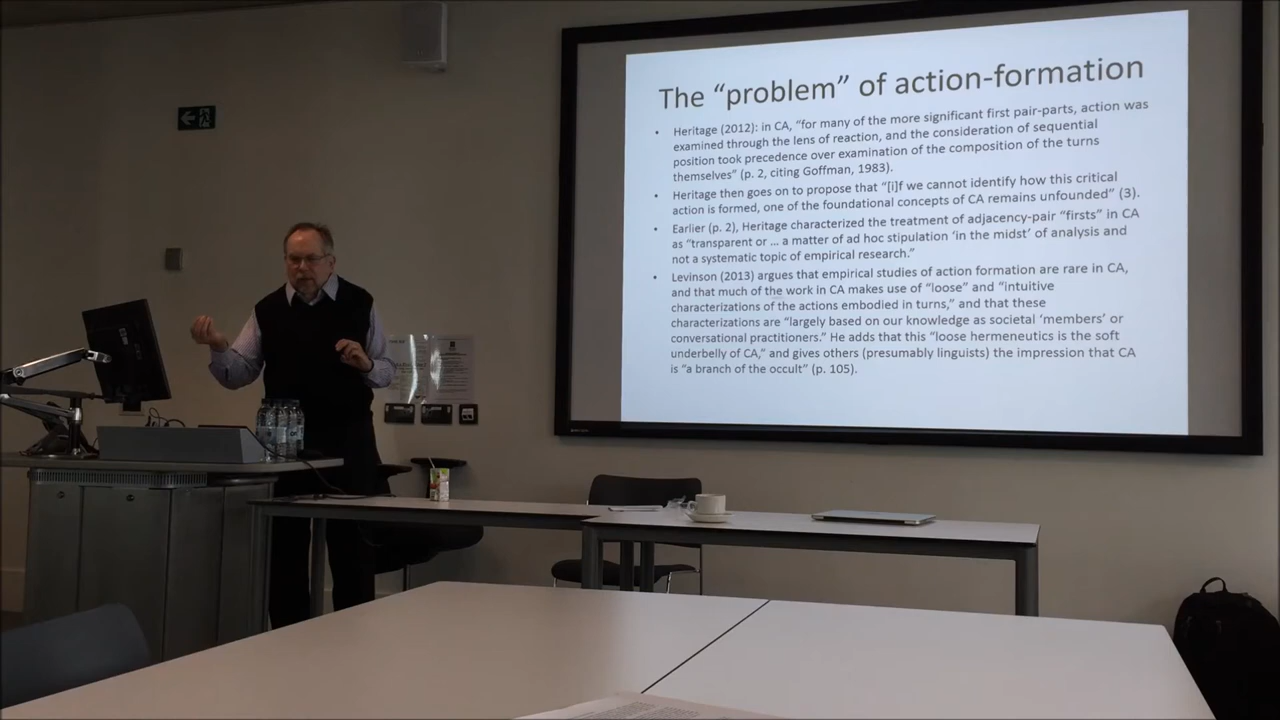 The “problem” of action-formation
• Heritage (2012): in CA, “for many of the more significant first pair-parts, action was
examined through the lens of reaction, and the consideration of sequential
position took precedence over examination of the composition of the turns
themselves” (p. 2, citing Goffman, 1983).
• Heritage then goes on to propose that “[i]f we cannot identify how this critical
action is formed, one of the foundational concepts of CA remains unfounded” (3).
• Earlier (p. 2), Heritage characterized the treatment of adjacency-pair “firsts” in CA
as “transparent or … a matter of ad hoc stipulation ‘in the midst’ of analysis and
not a systematic topic of empirical research.”
• Levinson (2013) argues that empirical studies of action formation are rare in CA,
and that much of the work in CA makes use of “loose” and “intuitive
characterizations of the actions embodied in turns,” and that these
characterizations are “largely based on our knowledge as societal ‘members’ or
conversational practitioners.” He adds that this “loose hermeneutics is the soft
underbelly of CA,” and gives others (presumably linguists) the impression that CA
is “a branch of the occult” (p. 105).